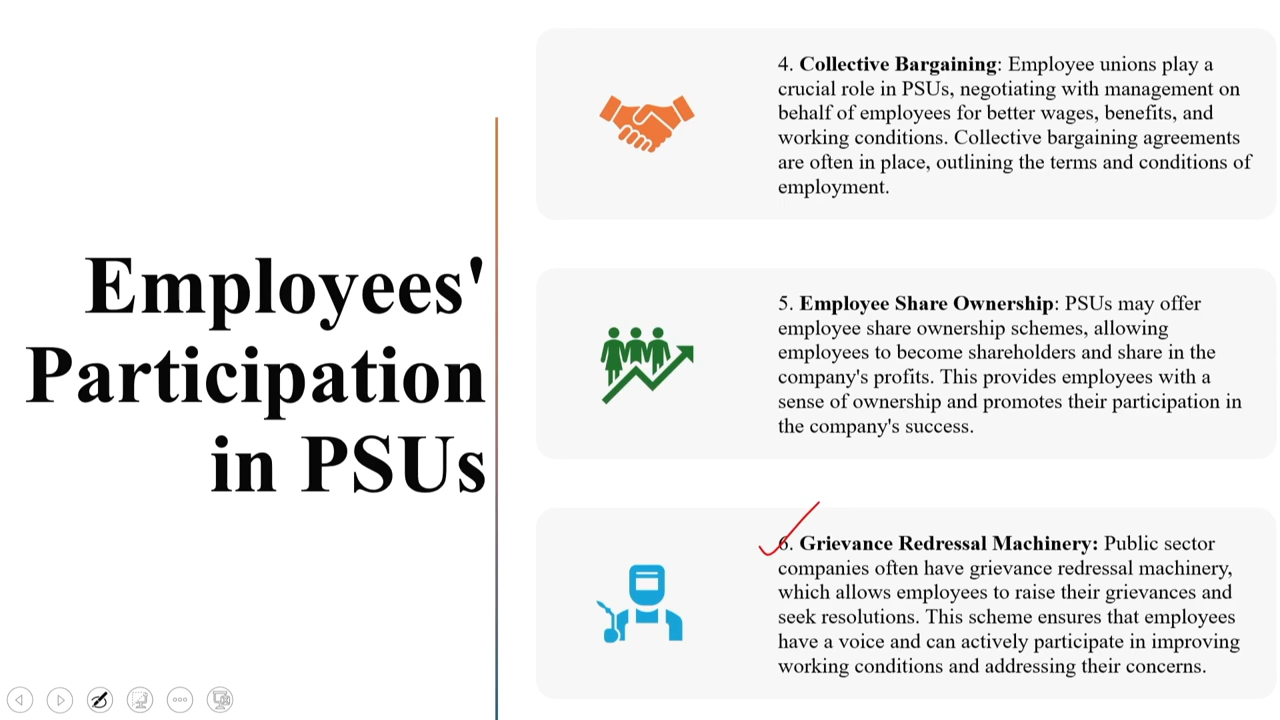 Employees'
Participation
in PSUs
4. Collective Bargaining: Employee unions play a
crucial role in PSUs, negotiating with management on
behalf of employees for better wages, benefits, and
working conditions. Collective bargaining agreements
are often in place, outlining the terms and conditions of
employment.
5. Employee Share Ownership: PSUs may offer
employee share ownership schemes, allowing
employees to become shareholders and share in the
company's profits. This provides employees with a
sense of ownership and promotes their participation in
the company's success.
6. Grievance Redressal Machinery: Public sector
companies often have grievance redressal machinery,
which allows employees to raise their grievances and
seek resolutions. This scheme ensures that employees
have a voice and can actively participate in improving
working conditions and addressing their concerns.